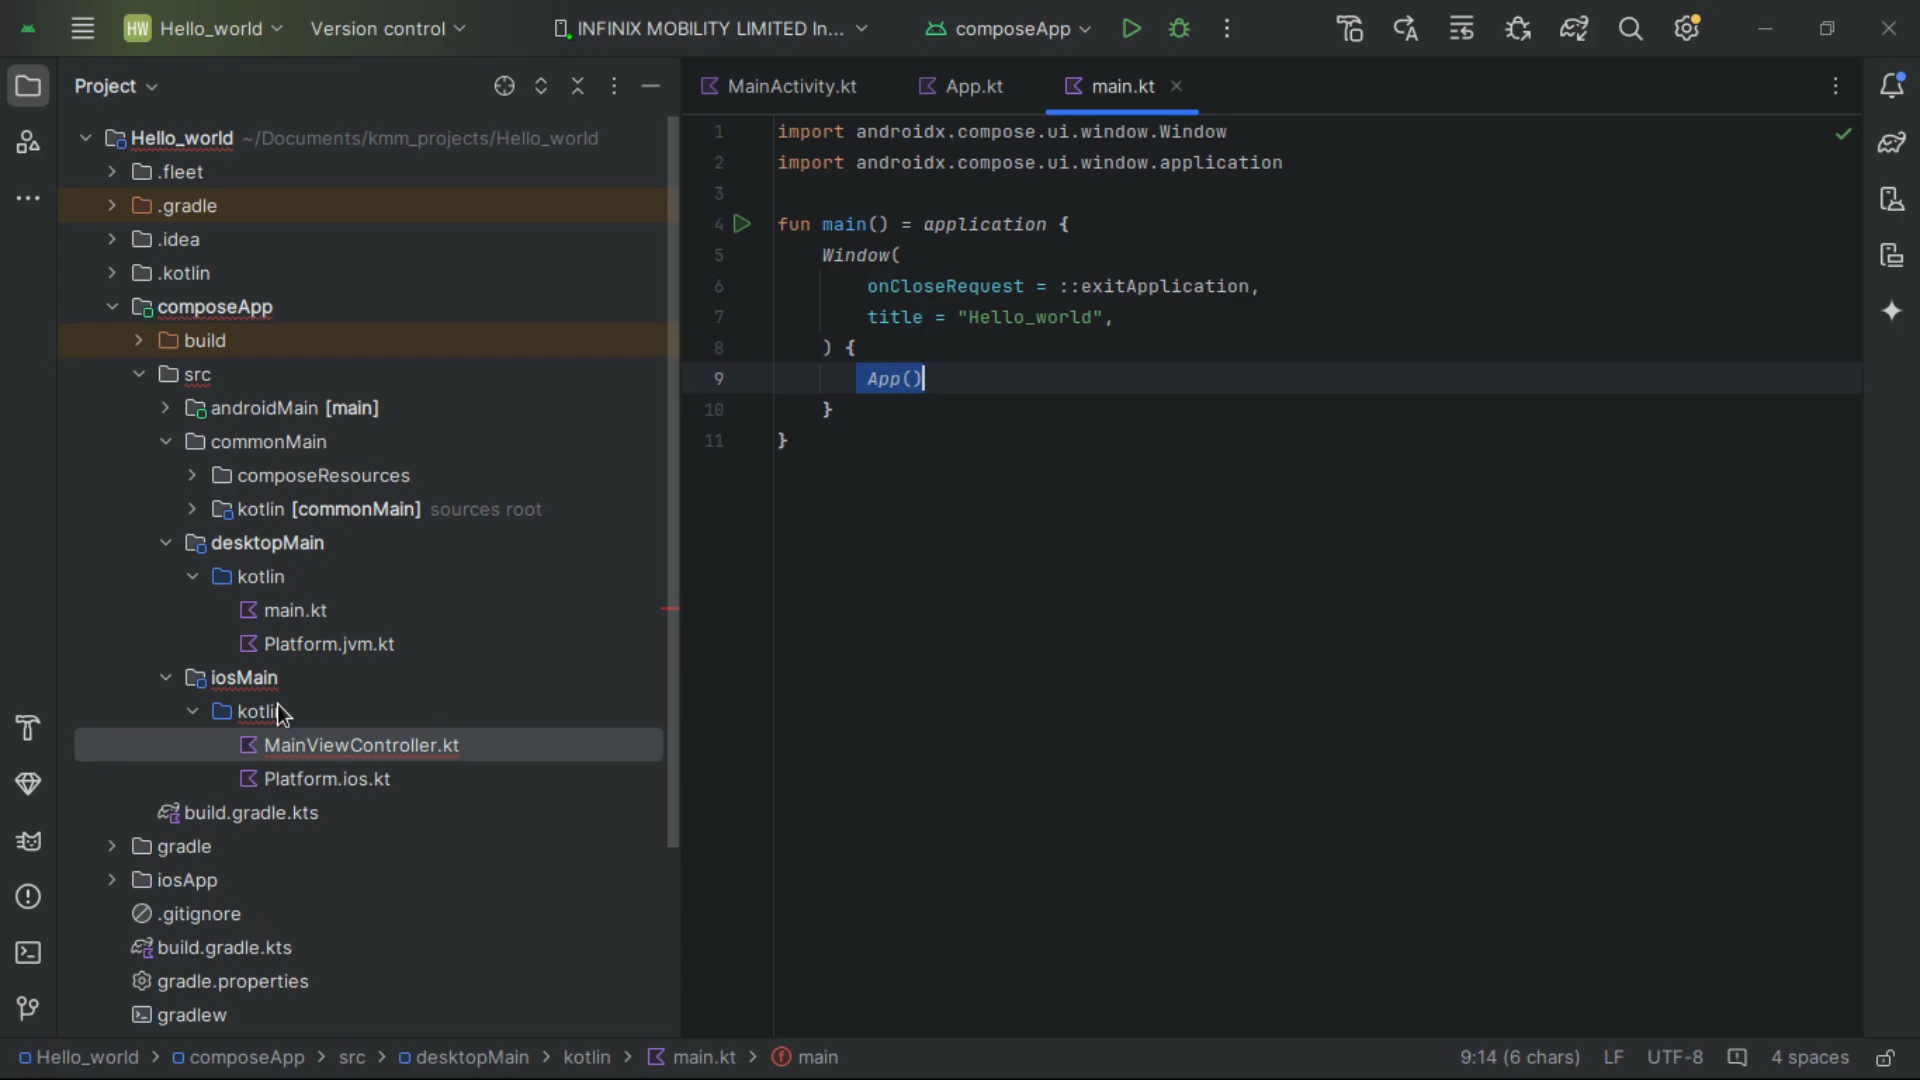 HW Hello_world Version control INFINIX MOBILITY LIMITED In... composeApp
Project
MainActivity.kt App.kt main.kt
Hello_world ~/Documents/kmm_projects/Hello_world
.fleet
.gradle
.idea
.kotlin
composeApp
build
src
androidMain [main]
commonMain
composeResources
kotlin [commonMain] sources root
desktopMain
kotlin
main.kt
Platform.jvm.kt
iosMain
kotlin
MainViewController.kt
Platform.ios.kt
build.gradle.kts
gradle
iosApp
.gitignore
build.gradle.kts
gradle.properties
gradlew
1 import androidx.compose.ui.window.Window
2 import androidx.compose.ui.window.application
3
4 fun main() = application {
5 Window(
6 onCloseRequest = ::exitApplication,
7 title = "Hello_world",
8 ) {
9 App()
10 }
11 }
Hello_world > composeApp > src > desktopMain > kotlin > main.kt > main
9:14 (6 chars) LF UTF-8 4 spaces